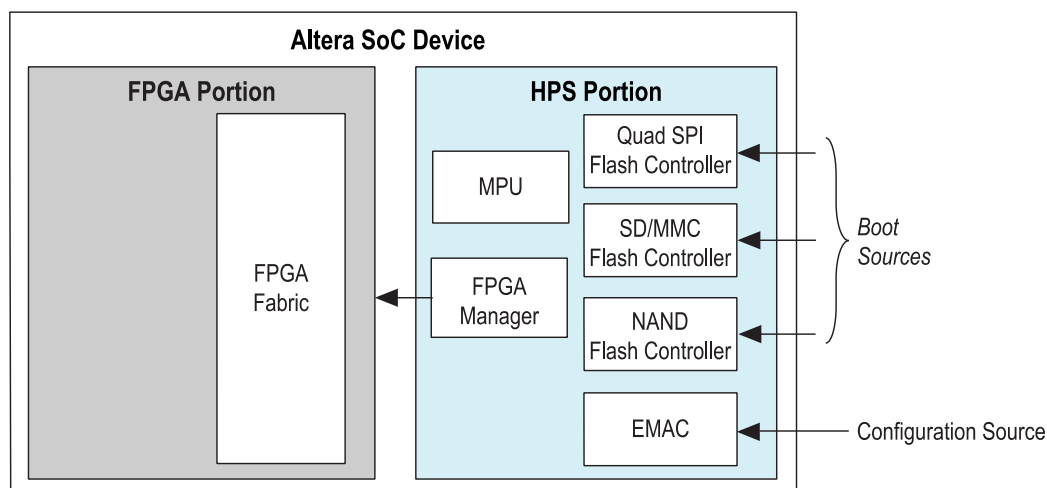 Altera SoC Device
FPGA Portion
FPGA
Fabric
HPS Portion
MPU
FPGA
Manager
Quad SPI
Flash Controller
SD/MMC
Flash Controller
NAND
Flash Controller
EMAC
Boot
Sources
Configuration Source